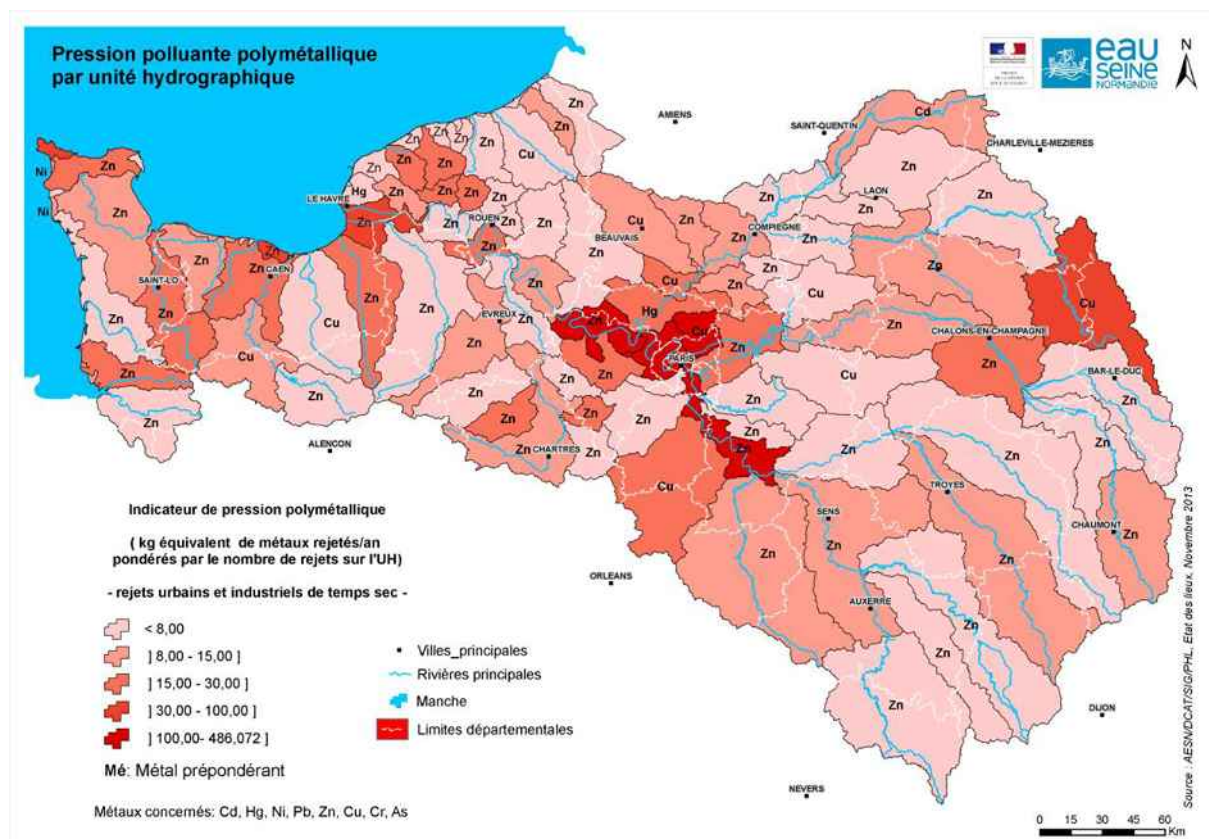 Pression polluante polymétallique
par unité hydrographique
eau
SEINE
NORMANDIE
N
AMIENS
SAINT-QUENTIN
CHARLEVILLE-MEZIERES
LAON
LE HAVRE
ROUEN
BEAUVAIS
COMPIEGNE
SAINT-LO
CAEN
EVREUX
CHALONS-EN-CHAMPAGNE
PARIS
BAR-LE-DUC
ALENCON
CHARTRES
TROYES
SENS
CHAUMONT
ORLEANS
AUXERRE
DIJON
NEVERS
Zn
Cu
Cd
Hg
Ni
Indicateur de pression polymétallique
( kg équivalent de métaux rejetés/an
pondérés par le nombre de rejets sur l'UH)
- rejets urbains et industriels de temps sec -
< 8,00
] 8,00 - 15,00 ]
] 15,00 - 30,00 ]
] 30,00 - 100,00 ]
] 100,00- 486,072 ]
Mé: Métal prépondérant
Métaux concernés: Cd, Hg, Ni, Pb, Zn, Cu, Cr, As
Villes_principales
Rivières principales
Manche
Limites départementales
Source : AESN/DCAT/SIG/PHL, Etat des lieux, Novembre 2013
0 15 30 60
Km